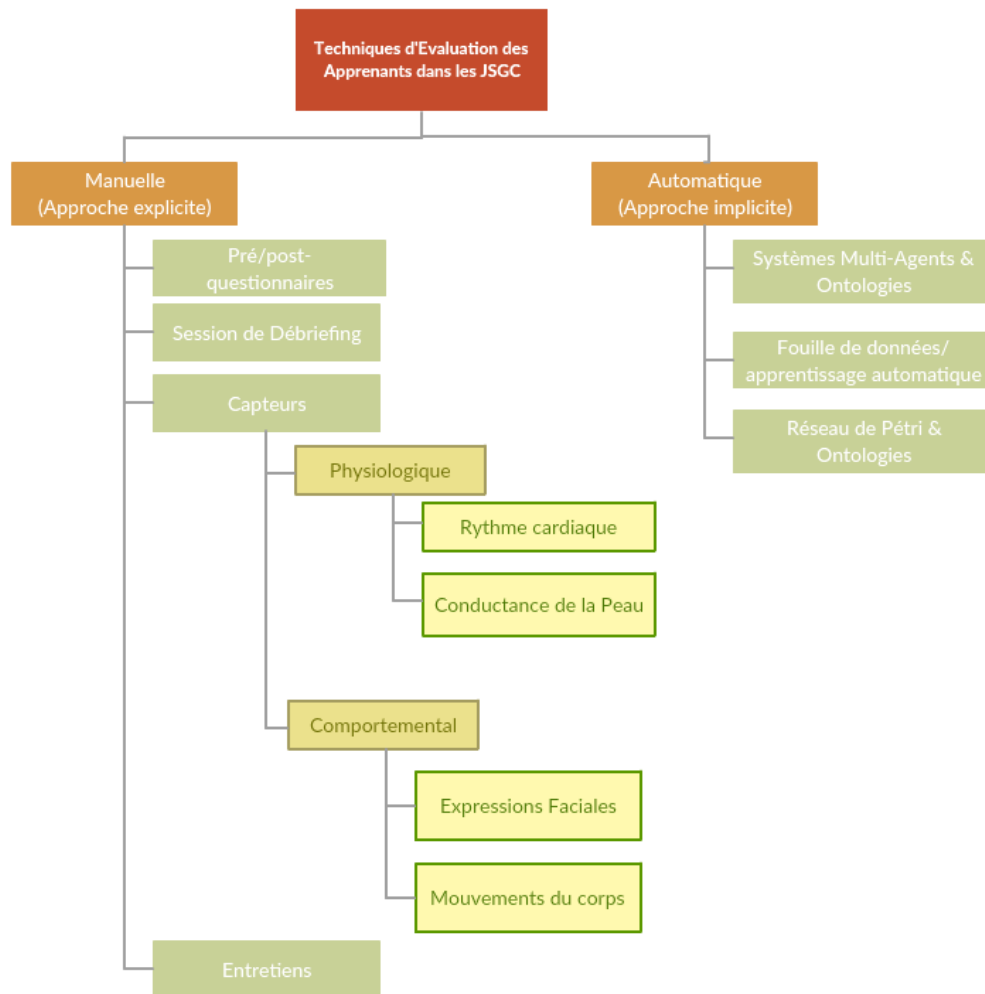 Techniques d'Evaluation des
Apprenants dans les JSGC
Manuelle
(Approche explicite)
Automatique
(Approche implicite)
Pré/post-
questionnaires
Session de Débriefing
Capteurs
Physiologique
Rythme cardiaque
Conductance de la Peau
Comportemental
Expressions Faciales
Mouvements du corps
Entretiens
Systèmes Multi-Agents &
Ontologies
Fouille de données/
apprentissage automatique
Réseau de Pétri &
Ontologies